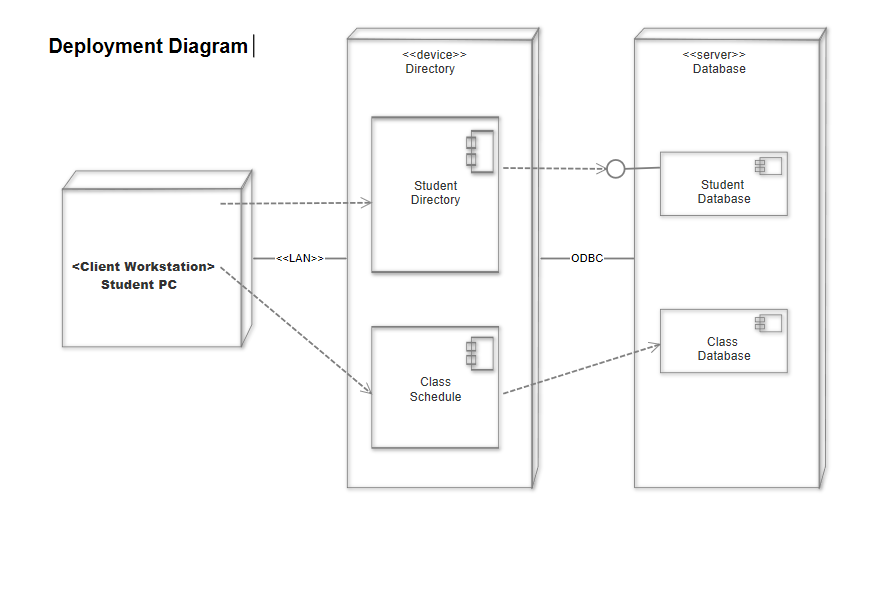 Deployment Diagram
<<device>>
Directory
<<server>>
Database
Student
Directory
Student
Database
<Client Workstation>
Student PC
<<LAN>>
ODBC
Class
Schedule
Class
Database